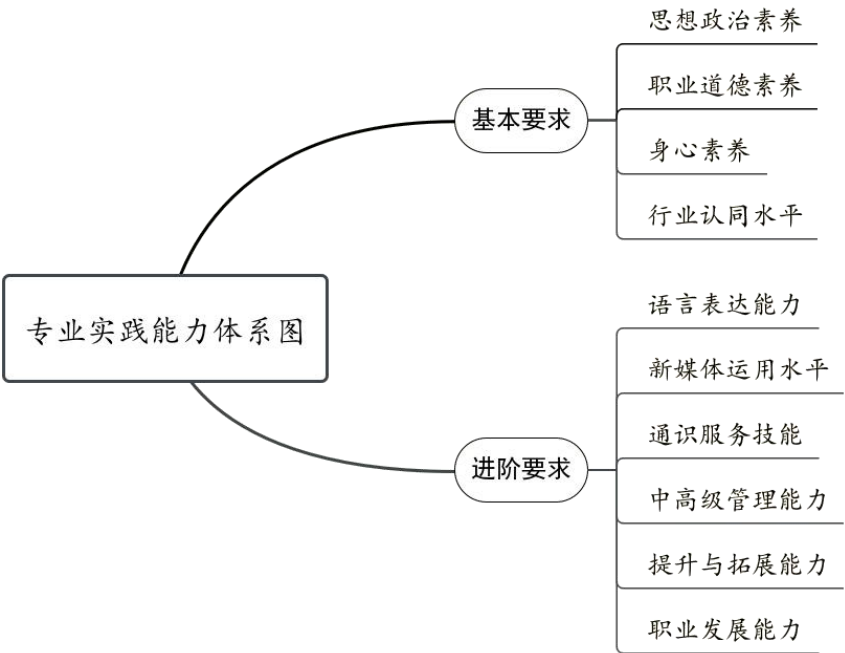 专业实践能力体系图
基本要求
思想政治素养
职业道德素养
身心素养
行业认同水平
进阶要求
语言表达能力
新媒体运用水平
通识服务技能
中高级管理能力
提升与拓展能力
职业发展能力